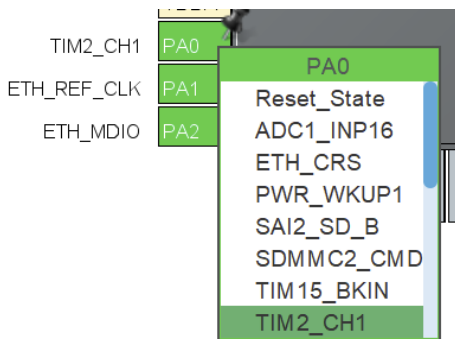 TIM2_CH1 PA0
ETH_REF_CLK PA1
ETH_MDIO PA2
PA0
Reset_State
ADC1_INP16
ETH_CRS
PWR_WKUP1
SAI2_SD_B
SDMMC2_CMD
TIM15_BKIN
TIM2_CH1